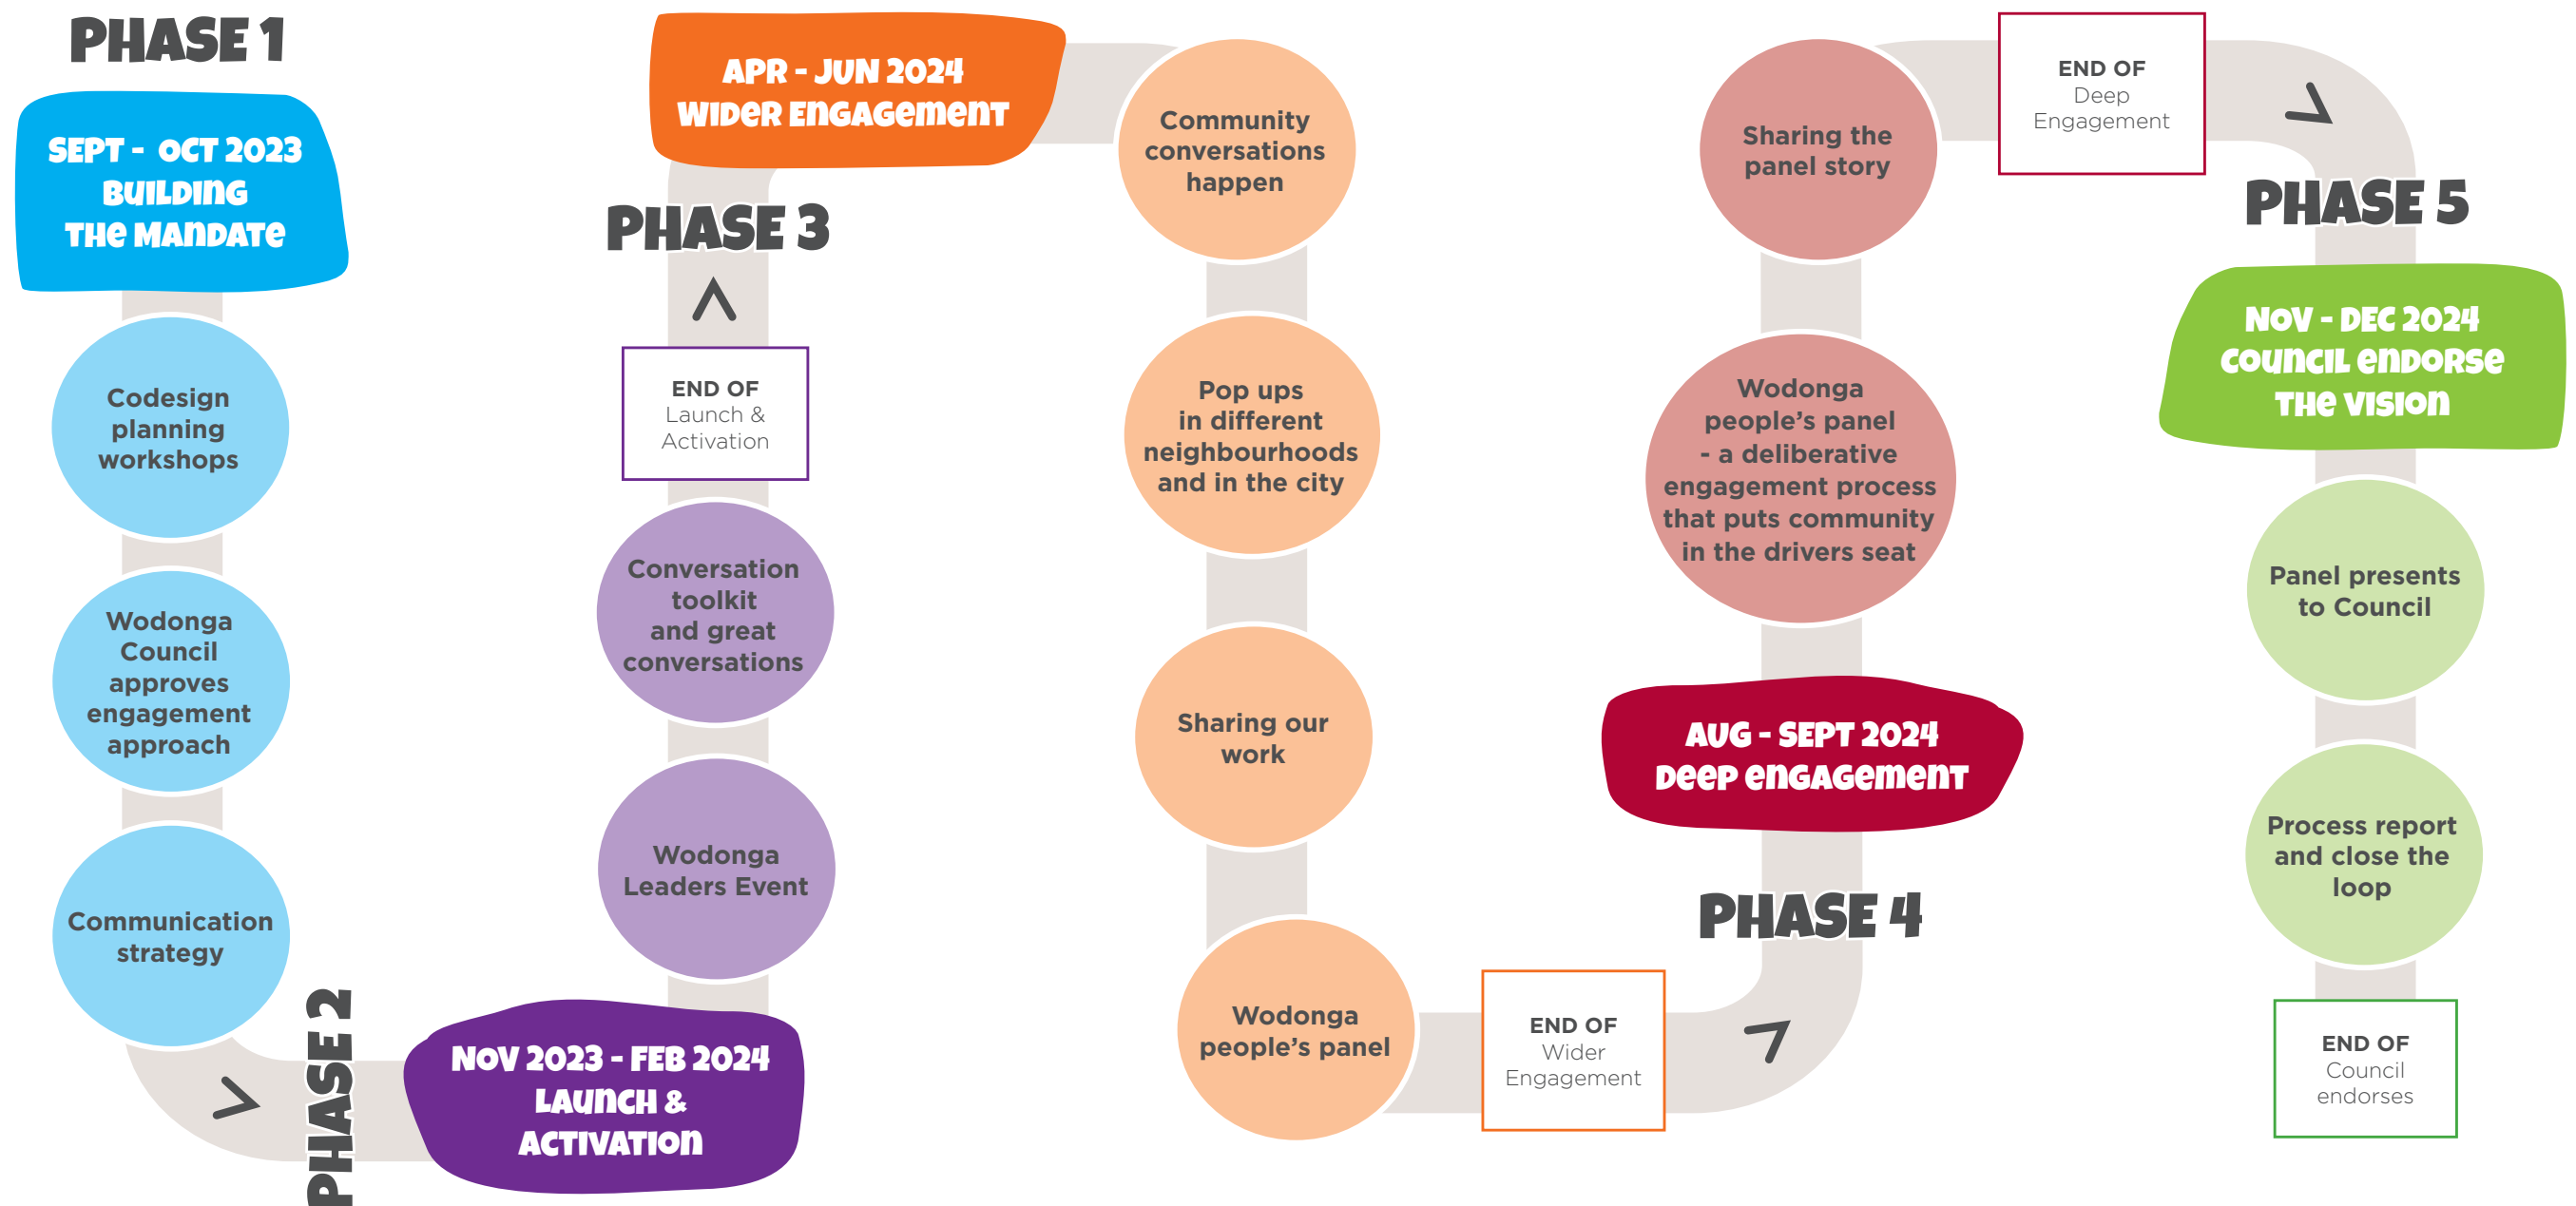 PHASE 1
SEPT - OCT 2023
BUILDING
THE MANDATE
Codesign
planning
workshops
Wodonga
Council
approves
engagement
approach
Communication
strategy
PHASE 2
NOV 2023 - FEB 2024
LAUNCH &
ACTIVATION
Wodonga
Leaders Event
Conversation
toolkit
and great
conversations
END OF
Launch &
Activation
PHASE 3
APR - JUN 2024
WIDER ENGAGEMENT
Community
conversations
happen
Pop ups
in different
neighbourhoods
and in the city
Sharing our
work
Wodonga
people’s panel
END OF
Wider
Engagement
PHASE 4
AUG - SEPT 2024
DEEP ENGAGEMENT
Wodonga
people’s panel
- a deliberative
engagement process
that puts community
in the drivers seat
Sharing the
panel story
END OF
Deep
Engagement
PHASE 5
NOV - DEC 2024
COUNCIL ENDORSE
THE VISION
Panel presents
to Council
Process report
and close the
loop
END OF
Council
endorses